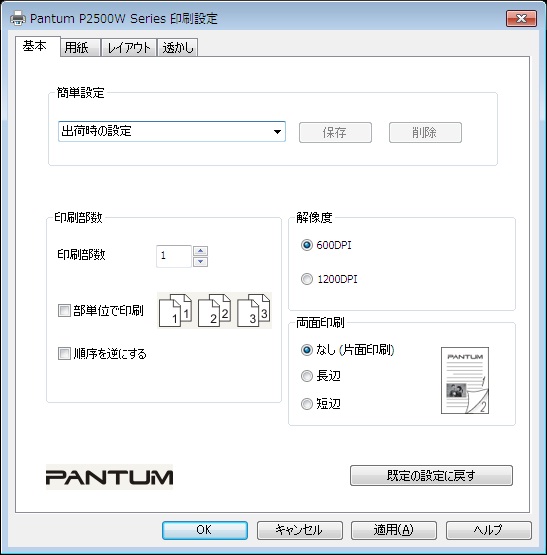 Pantum P2500W Series 印刷設定
基本 用紙 レイアウト 透かし
簡単設定
出荷時の設定 保存 削除
印刷部数
印刷部数 1
部単位で印刷 1 1 2 2 3 3
順序を逆にする
解像度
600DPI
1200DPI
両面印刷
なし (片面印刷)
長辺
短辺
PANTUM
1
2
PANTUM
既定の設定に戻す
OK キャンセル 適用(A) ヘルプ